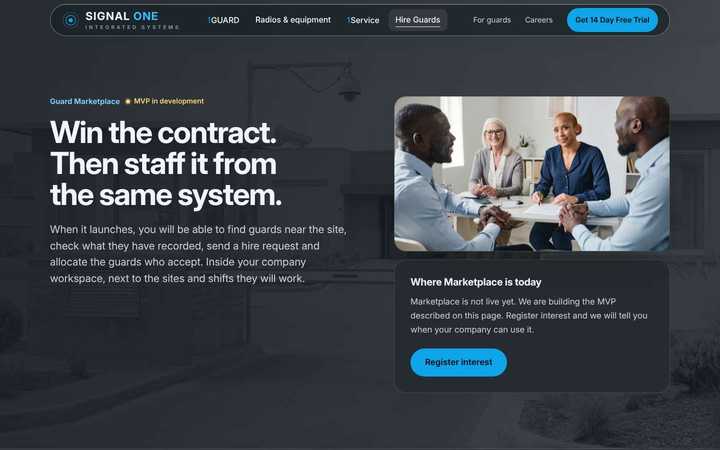 SIGNAL ONE
INTEGRATED SYSTEMS
1GUARD
Radios & equipment
1Service
Hire Guards
For guards
Careers
Get 14 Day Free Trial
Guard Marketplace
MVP in development
Win the contract.
Then staff it from
the same system.
When it launches, you will be able to find guards near the site,
check what they have recorded, send a hire request and
allocate the guards who accept. Inside your company
workspace, next to the sites and shifts they will work.
Where Marketplace is today
Marketplace is not live yet. We are building the MVP
described on this page. Register interest and we will tell you
when your company can use it.
Register interest